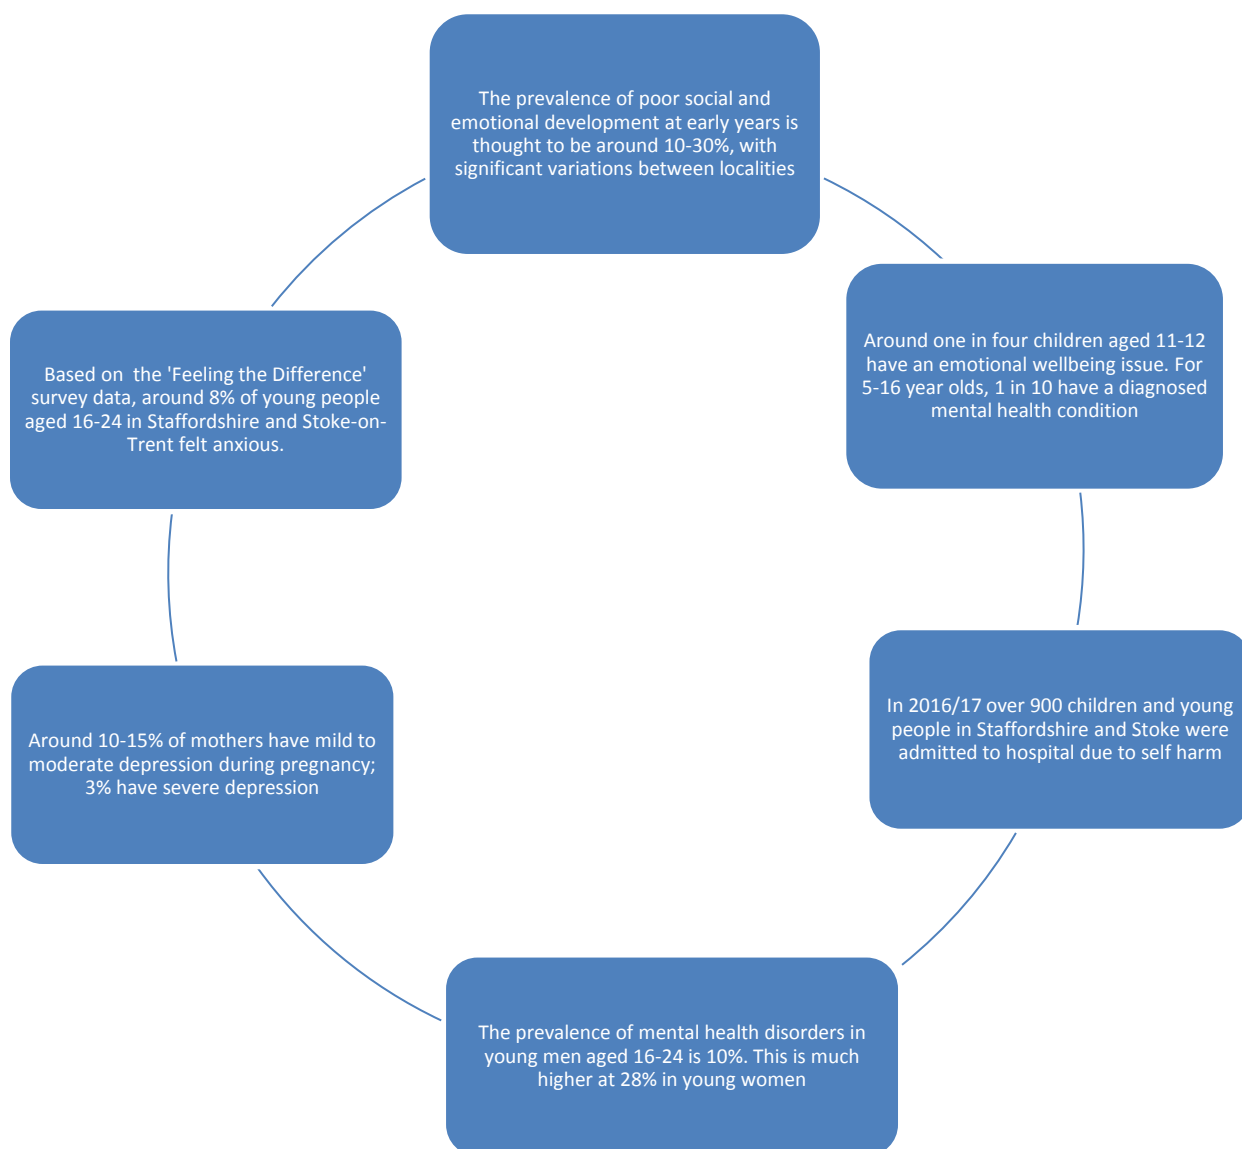 The prevalence of poor social and
emotional development at early years is
thought to be around 10-30%, with
significant variations between localities
Around one in four children aged 11-12
have an emotional wellbeing issue. For
5-16 year olds, 1 in 10 have a diagnosed
mental health condition
In 2016/17 over 900 children and young
people in Staffordshire and Stoke were
admitted to hospital due to self harm
The prevalence of mental health disorders in
young men aged 16-24 is 10%. This is much
higher at 28% in young women
Around 10-15% of mothers have mild to
moderate depression during pregnancy;
3% have severe depression
Based on  the 'Feeling the Difference'
survey data, around 8% of young people
aged 16-24 in Staffordshire and Stoke-on-
Trent felt anxious.